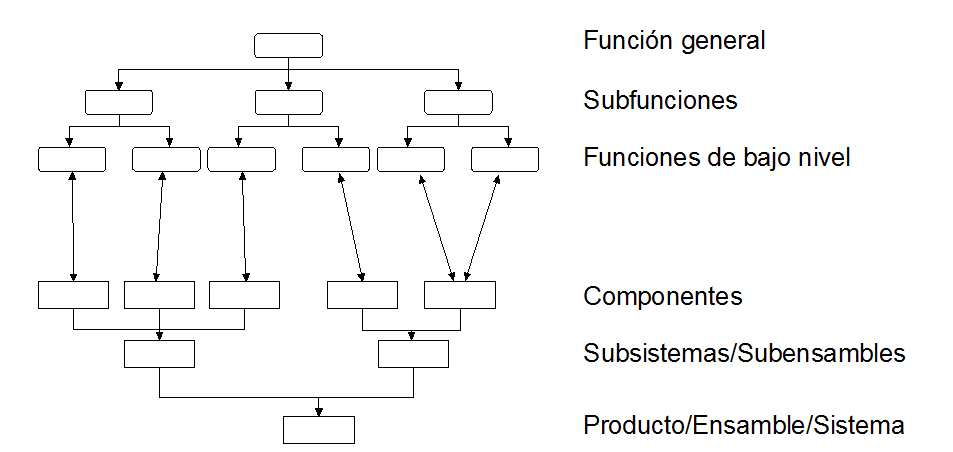 Función general
Subfunciones
Funciones de bajo nivel
Componentes
Subsistemas/Subensambles
Producto/Ensamble/Sistema